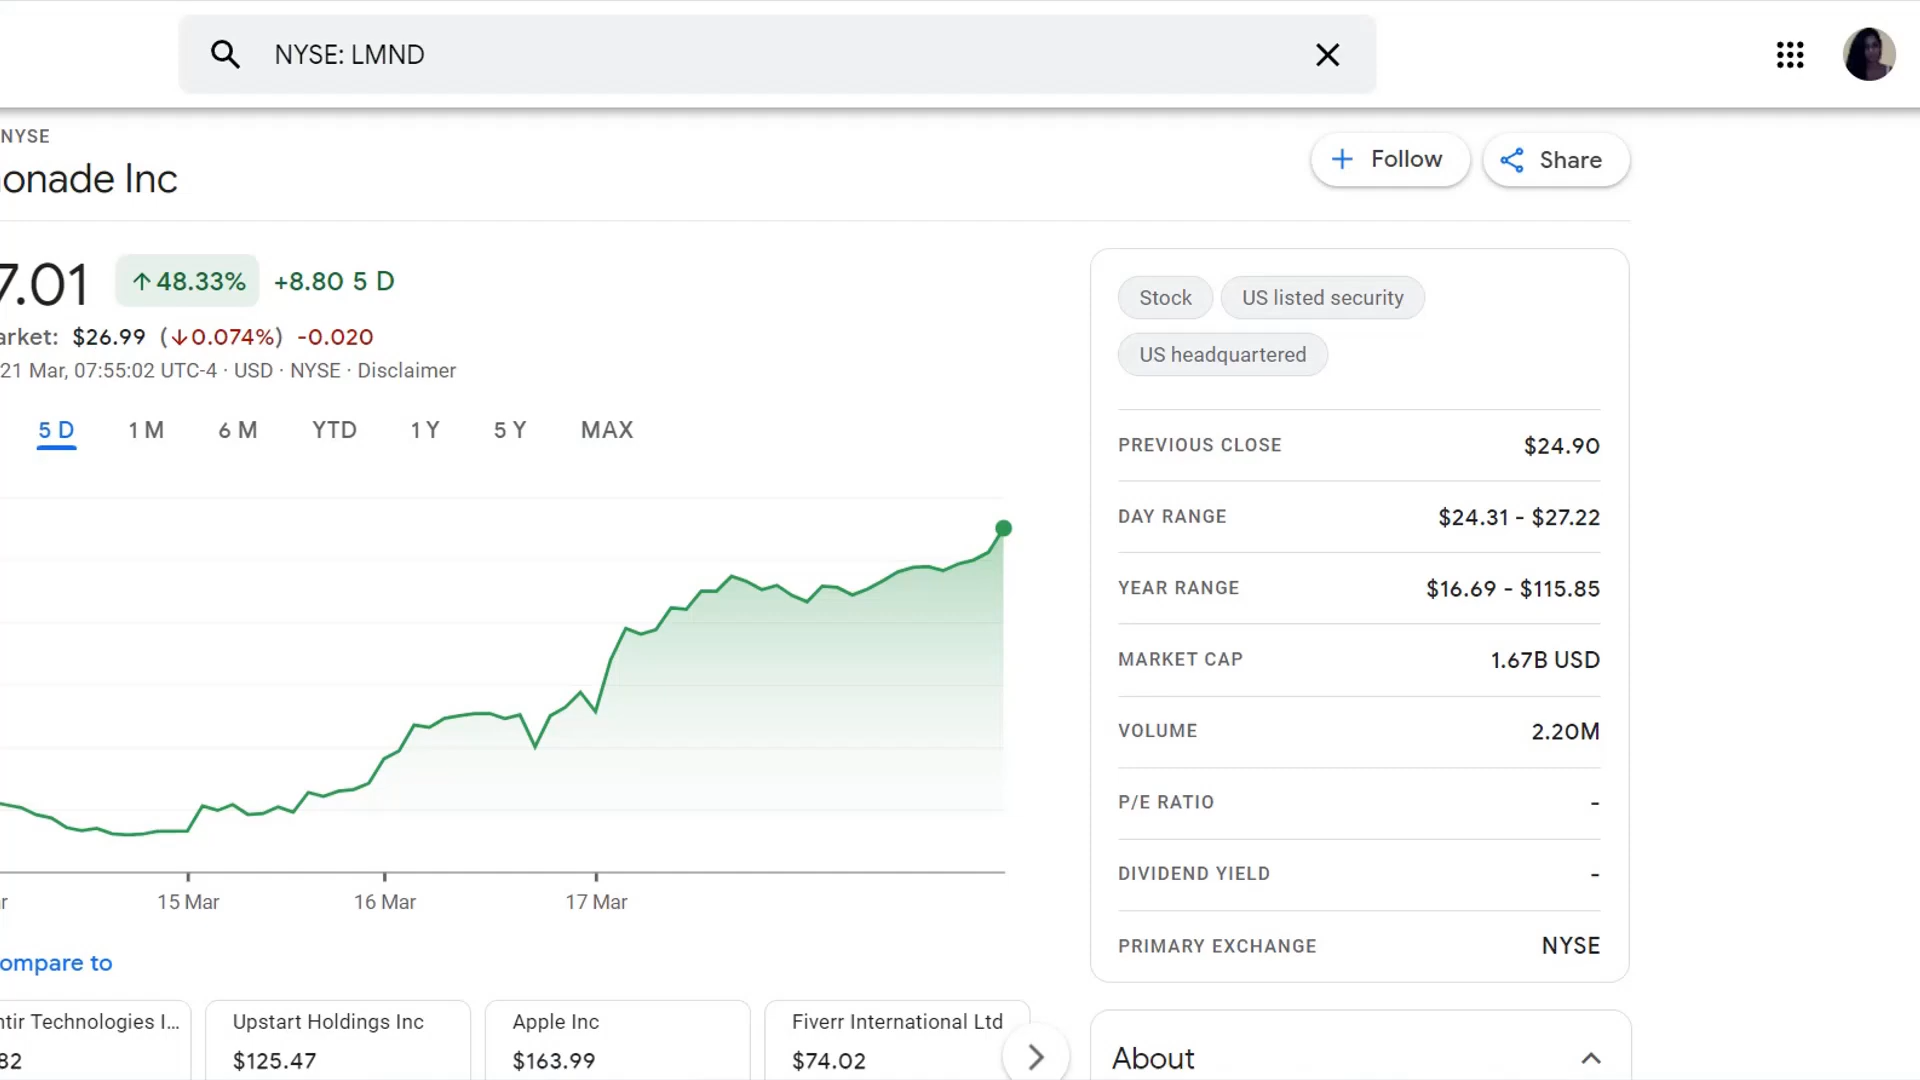 NYSE: LMND
NYSE
onade Inc
Follow
Share
7.01
↑48.33%
+8.80 5 D
arket: $26.99 (↓0.074%) -0.020
21 Mar, 07:55:02 UTC-4 · USD · NYSE · Disclaimer
5 D
1 M
6 M
YTD
1 Y
5 Y
MAX
15 Mar
16 Mar
17 Mar
ompare to
ntir Technologies I...
82
Upstart Holdings Inc
$125.47
Apple Inc
$163.99
Fiverr International Ltd
$74.02
Stock
US listed security
US headquartered
PREVIOUS CLOSE $24.90
DAY RANGE $24.31 - $27.22
YEAR RANGE $16.69 - $115.85
MARKET CAP 1.67B USD
VOLUME 2.20M
P/E RATIO -
DIVIDEND YIELD -
PRIMARY EXCHANGE NYSE
About